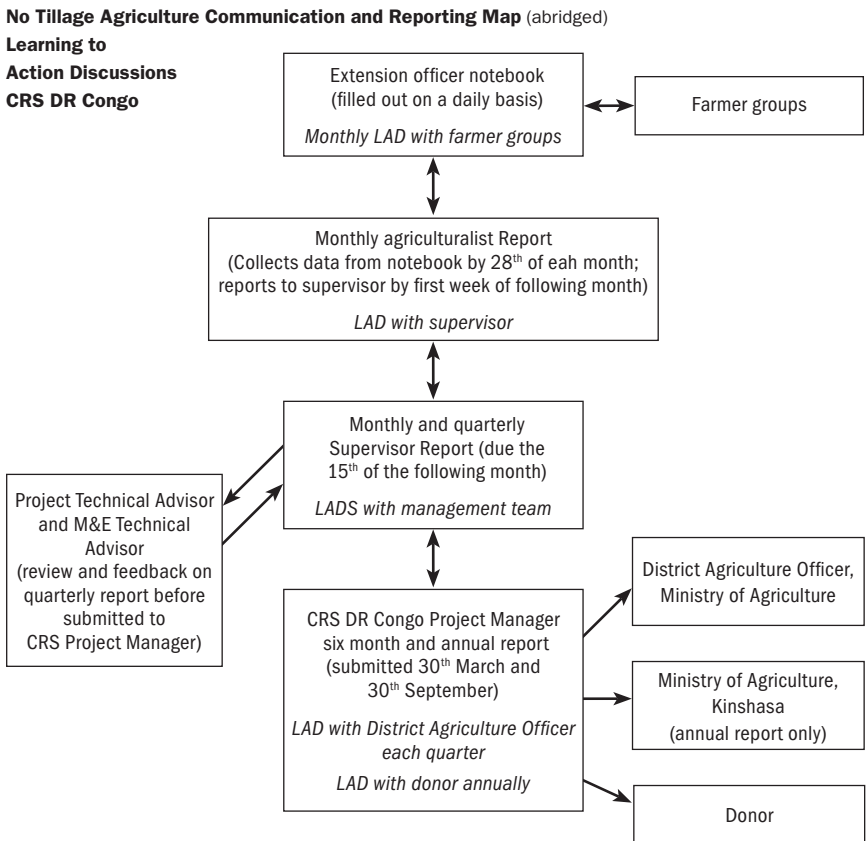 No Tillage Agriculture Communication and Reporting Map (abridged)
Learning to
Action Discussions
CRS DR Congo
Extension officer notebook
(filled out on a daily basis)
Monthly LAD with farmer groups
Farmer groups
Monthly agriculturalist Report
(Collects data from notebook by 28th of eah month;
reports to supervisor by first week of following month)
LAD with supervisor
Monthly and quarterly
Supervisor Report (due the
15th of the following month)
LADS with management team
Project Technical Advisor
and M&E Technical
Advisor
(review and feedback on
quarterly report before
submitted to
CRS Project Manager)
CRS DR Congo Project Manager
six month and annual report
(submitted 30th March and
30th September)
LAD with District Agriculture Officer
each quarter
LAD with donor annually
District Agriculture Officer,
Ministry of Agriculture
Ministry of Agriculture,
Kinshasa
(annual report only)
Donor